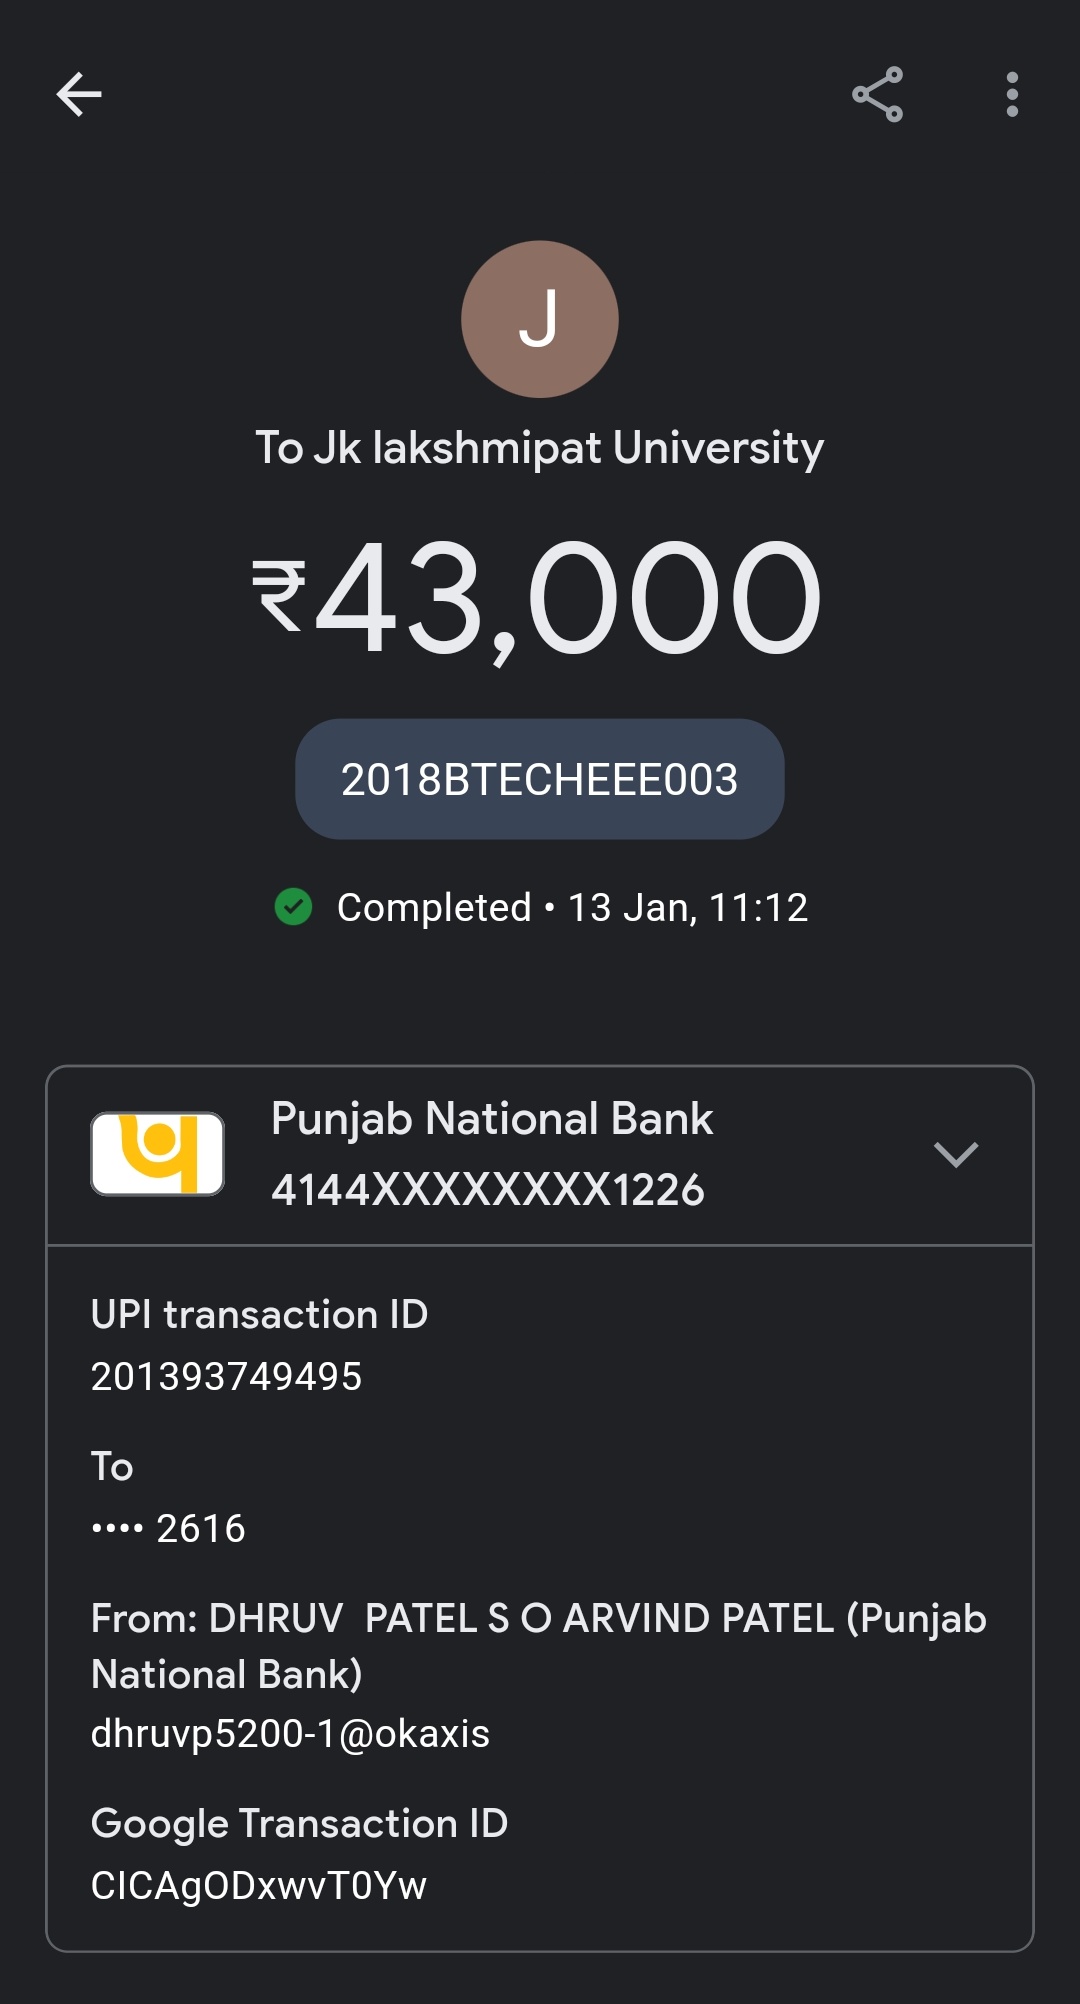 J
To Jk lakshmipat University
₹43,000
2018BTECHEEE003
Completed • 13 Jan, 11:12
Punjab National Bank
4144XXXXXXXX1226
UPI transaction ID
201393749495
To
•••• 2616
From: DHRUV  PATEL S O ARVIND PATEL (Punjab
National Bank)
dhruvp5200-1@okaxis
Google Transaction ID
CICAgODxwvT0Yw